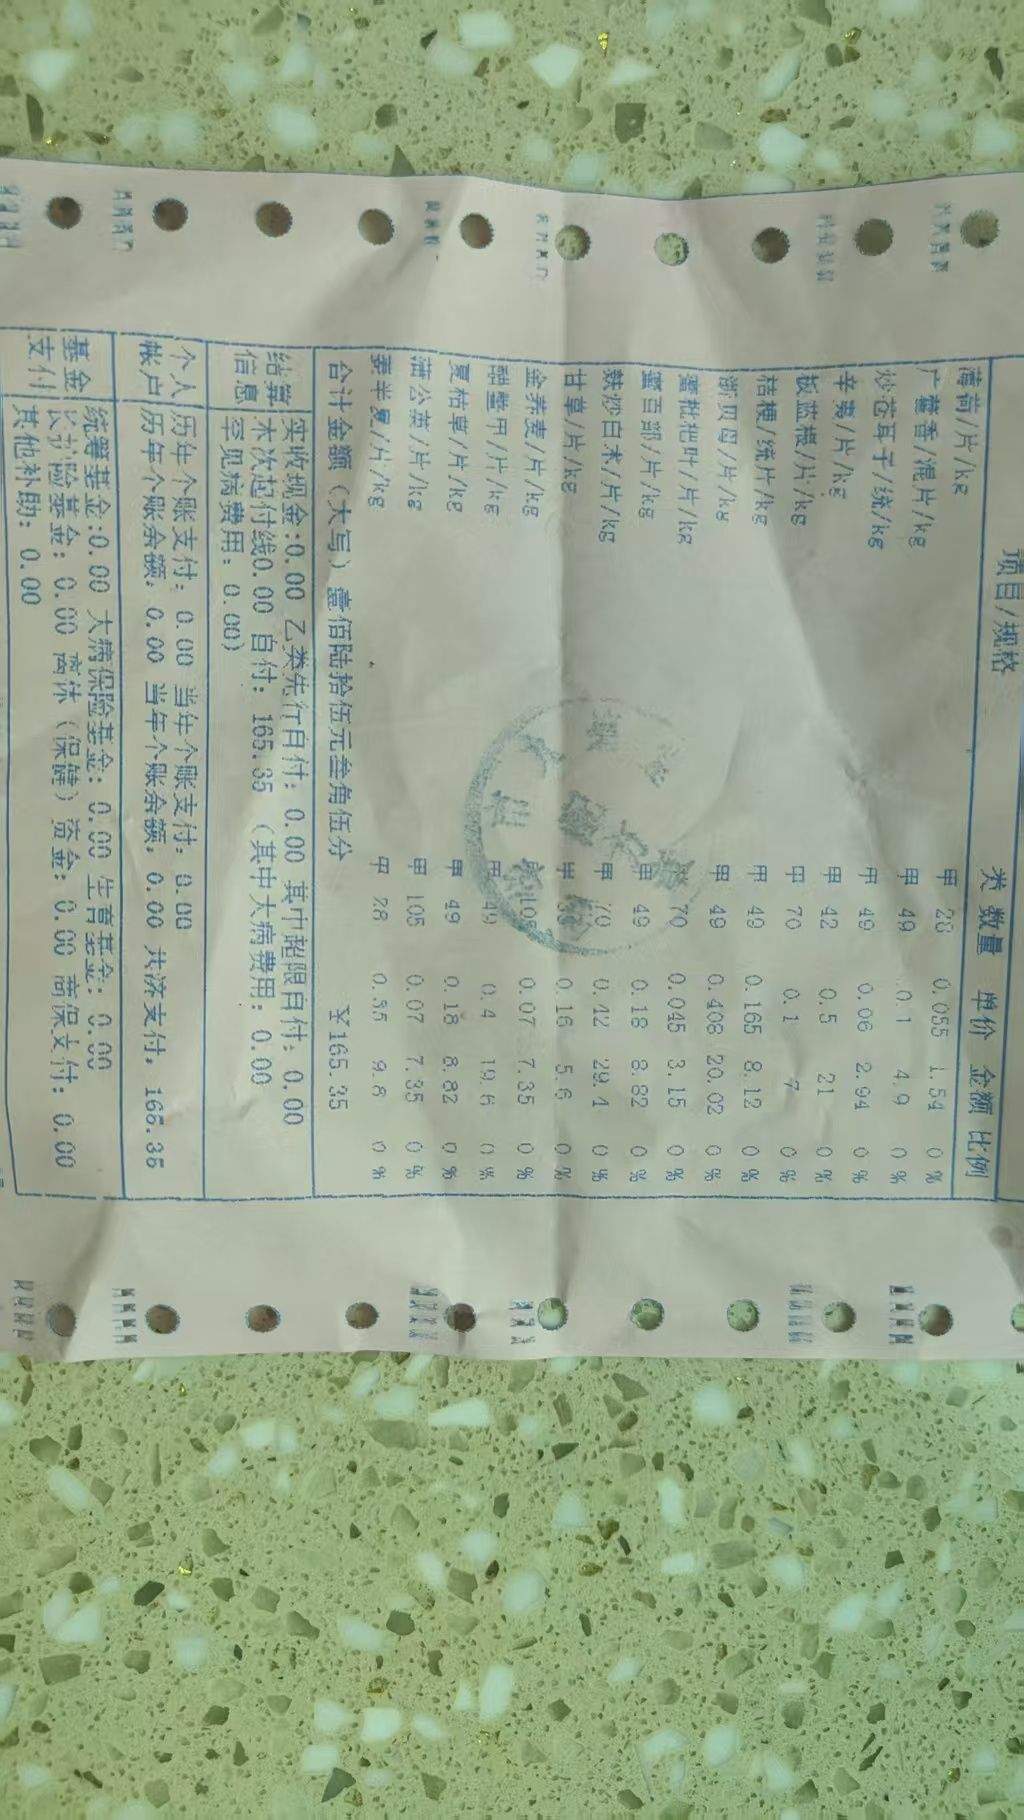 项目/规格 类 数量 单价 金额 比例
薄荷/片/kg 甲 28 0.055 1.54 0%
广藿香/混片/kg 甲 49 0.1 4.9 0%
炒苍耳子/统/kg 甲 49 0.06 2.94 0%
辛夷/片/kg 甲 42 0.5 21 0%
板蓝根/片/kg 甲 70 0.1 7 0%
桔梗/统片/kg 甲 49 0.165 8.12 0%
浙贝母/片/kg 甲 49 0.408 20.02 0%
蜜枇杷叶/片/kg 70 0.045 3.15 0%
蜜百部/片/kg 甲 49 0.18 8.82 0%
麸炒白术/片/kg 甲 70 0.42 29.4 0%
甘草/片/kg 甲 0.16 5.6 0%
金荞麦/片/kg 105 0.07 7.35 0%
醋鳖甲/片/kg 甲 49 0.4 19.6 0%
夏枯草/片/kg 甲 49 0.18 8.82 0%
蒲公英/片/kg 甲 105 0.07 7.35 0%
姜半夏/片/kg 甲 28 0.35 9.8 0%
合计金额（大写）壹佰陆拾伍元叁角伍分 ￥165.35
结算信息 实收现金:0.00 乙类先行自付: 0.00 其中超限自付: 0.00
本次起付线0.00 自付: 165.35 （其中大病费用: 0.00
罕见病费用: 0.00）
个人帐户 历年个账支付: 0.00 当年个账支付: 0.00
历年个账余额: 0.00 当年个账余额: 0.00 共济支付: 165.35
基金支付 统筹基金:0.00 大病保险基金: 0.00 生育基金: 0.00
长护险基金: 0.00 离休（保健）资金: 0.00 商保支付: 0.00
其他补助: 0.00